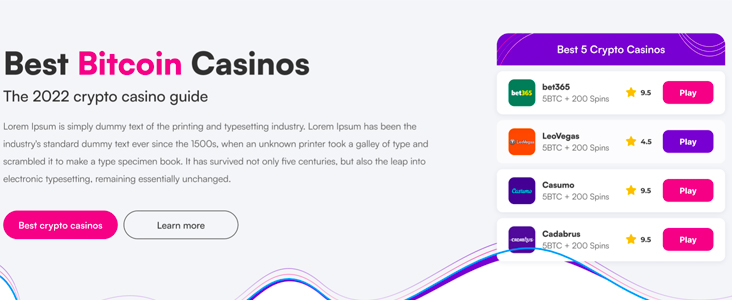 Best Bitcoin Casinos
The 2022 crypto casino guide
Lorem Ipsum is simply dummy text of the printing and typesetting industry. Lorem Ipsum has been the
industry's standard dummy text ever since the 1500s, when an unknown printer took a galley of type and
scrambled it to make a type specimen book. It has survived not only five centuries, but also the leap into
electronic typesetting, remaining essentially unchanged.
Best crypto casinos
Learn more
Best 5 Crypto Casinos
bet365
bet365
5BTC + 200 Spins
9.5
Play
LeoVegas
LeoVegas
5BTC + 200 Spins
4.5
Play
Casumo
Casumo
5BTC + 200 Spins
9.5
Play
Cadabrus
5BTC + 200 Spins
9.5
Play